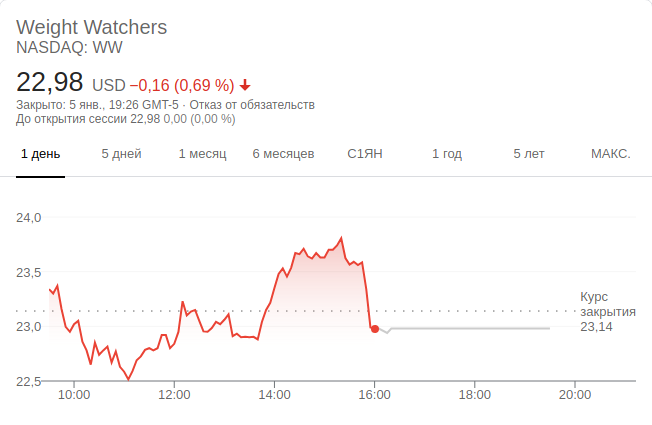 Weight Watchers
NASDAQ: WW
22,98 USD −0,16 (0,69 %)
Закрыто: 5 янв., 19:26 GMT-5 · Отказ от обязательств
До открытия сессии 22,98 0,00 (0,00 %)
1 день 5 дней 1 месяц 6 месяцев С1ЯН 1 год 5 лет МАКС.
24,0
23,5
Курс
закрытия
23,0 23,14
22,5
10:00 12:00 14:00 16:00 18:00 20:00